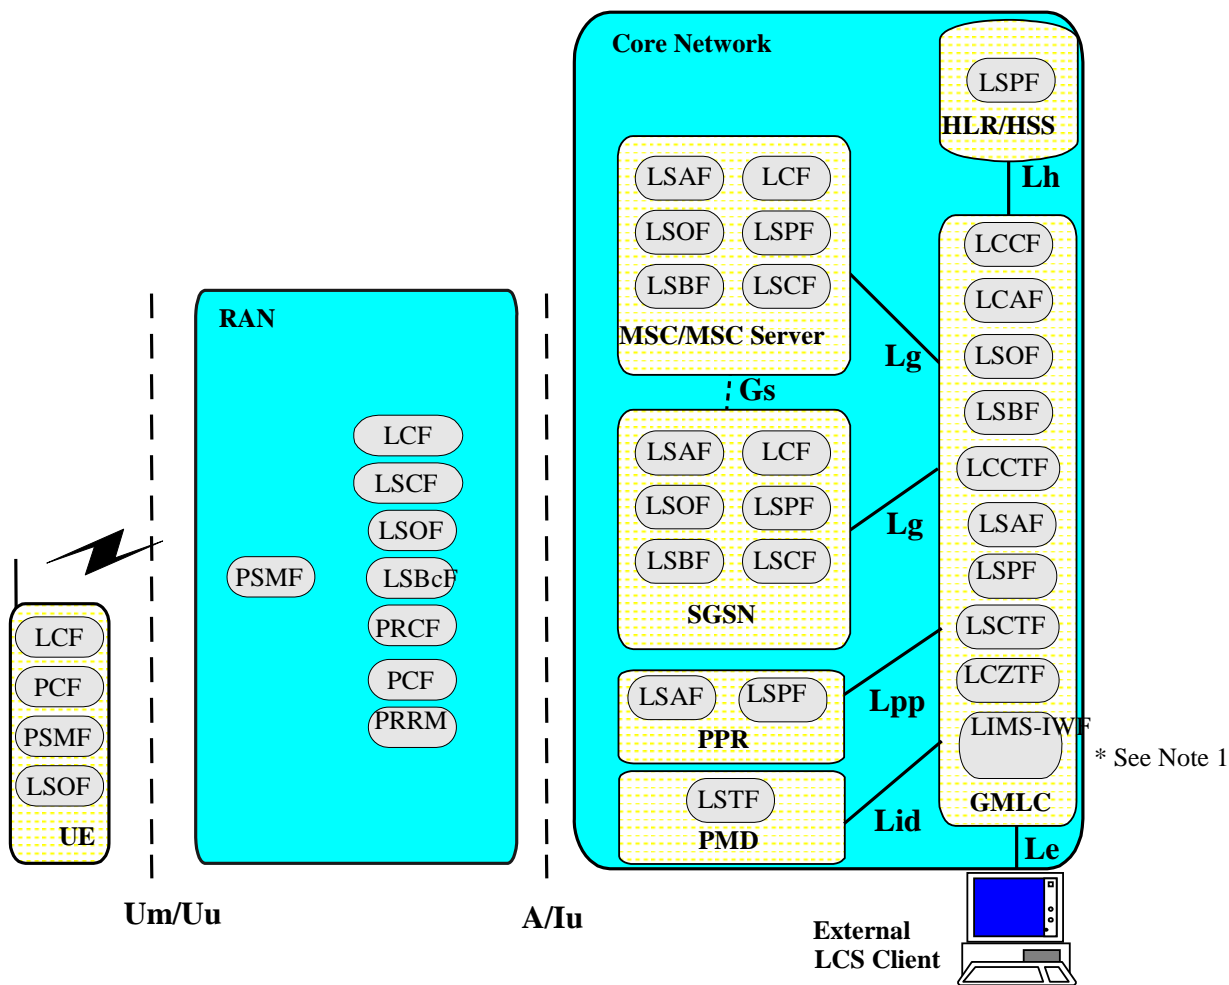 Core Network
LSPF
HLR/HSS
Lh
LSAF LCF
LSOF LSPF
LSBF LSCF
MSC/MSC Server
Lg
Gs
LSAF LCF
LSOF LSPF
LSBF LSCF
SGSN
Lg
LSAF LSPF
PPR
Lpp
LSTF
PMD
Lid
LCCF
LCAF
LSOF
LSBF
LCCTF
LSAF
LSPF
LSCTF
LCZTF
LIMS-IWF
GMLC
* See Note 1
Le
External
LCS Client
RAN
LCF
LSCF
LSOF
PSMF
LSBcF
PRCF
PCF
PRRM
LCF
PCF
PSMF
LSOF
UE
Um/Uu
A/Iu